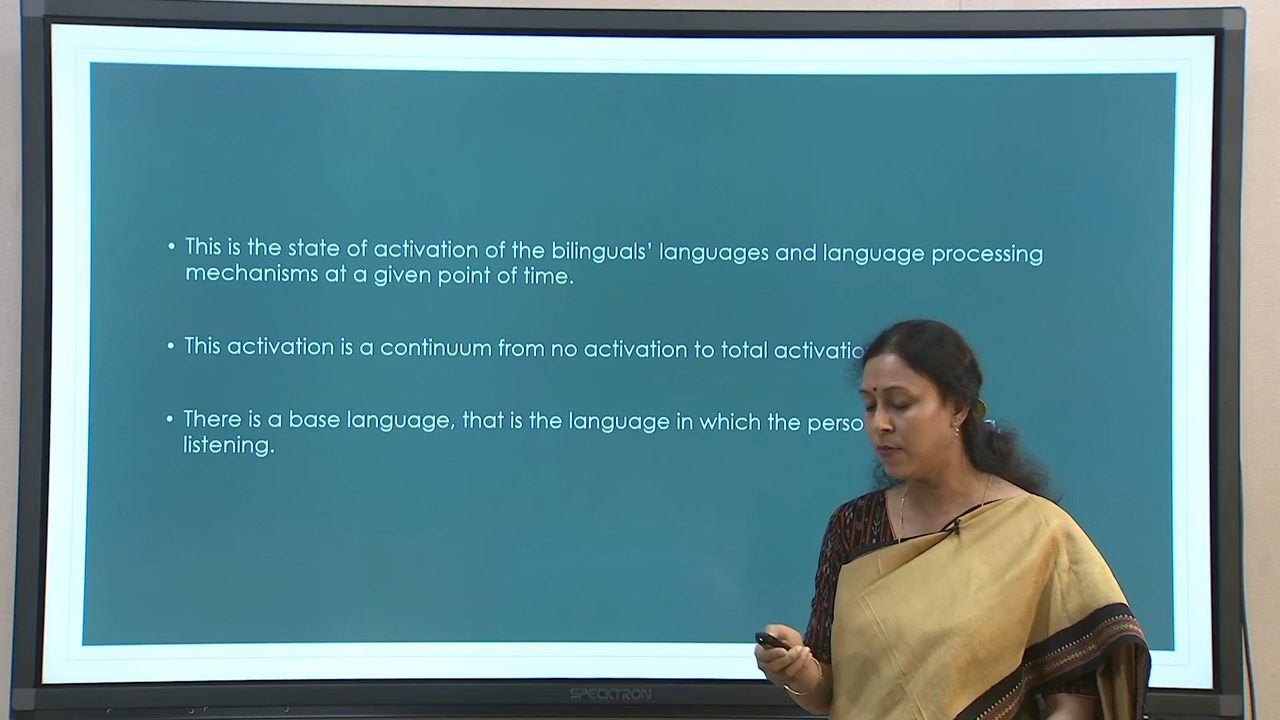 • This is the state of activation of the bilinguals' languages and language processing
mechanisms at a given point of time.
• This activation is a continuum from no activation to total
• There is a base language, that is the language in which the
listening.
SPECKTRON